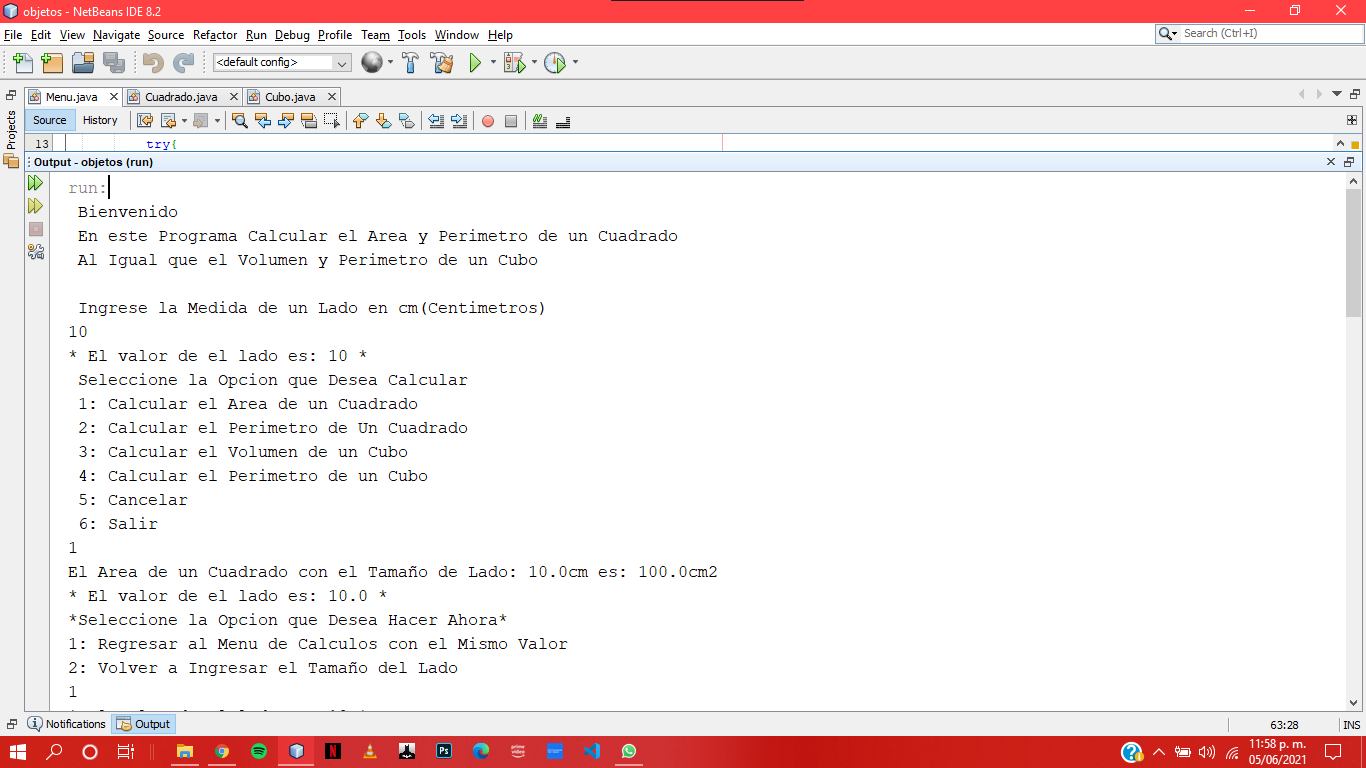 objetos - NetBeans IDE 8.2
File Edit View Navigate Source Refactor Run Debug Profile Team Tools Window Help
Search (Ctrl+I)
<default config>
Projects
Menu.java Cuadrado.java Cubo.java
Source History
13 try{
Output - objetos (run)
run:
Bienvenido
En este Programa Calcular el Area y Perimetro de un Cuadrado
Al Igual que el Volumen y Perimetro de un Cubo
Ingrese la Medida de un Lado en cm(Centimetros)
10
* El valor de el lado es: 10 *
Seleccione la Opcion que Desea Calcular
1: Calcular el Area de un Cuadrado
2: Calcular el Perimetro de Un Cuadrado
3: Calcular el Volumen de un Cubo
4: Calcular el Perimetro de un Cubo
5: Cancelar
6: Salir
1
El Area de un Cuadrado con el Tamaño de Lado: 10.0cm es: 100.0cm2
* El valor de el lado es: 10.0 *
*Seleccione la Opcion que Desea Hacer Ahora*
1: Regresar al Menu de Calculos con el Mismo Valor
2: Volver a Ingresar el Tamaño del Lado
1
Notifications Output
63:28 INS
11:58 p. m.
05/06/2021